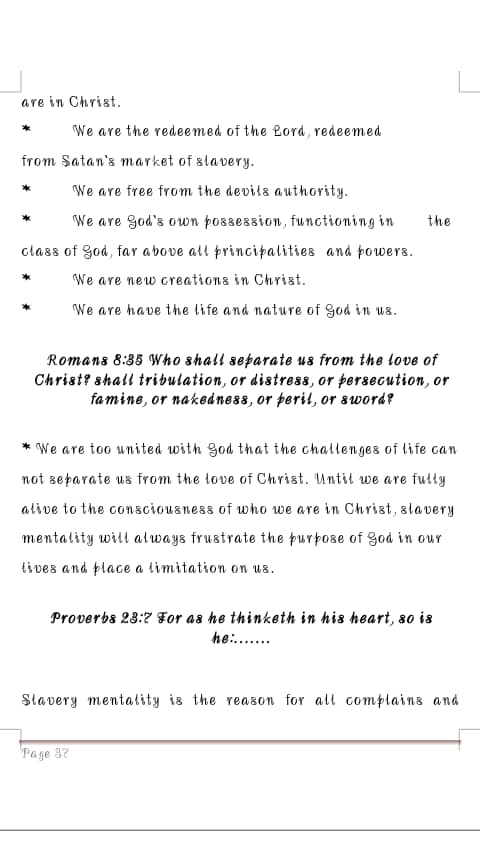 are in Christ.
* We are the redeemed of the Lord, redeemed
from Satan's market of slavery.
* We are free from the devils authority.
* We are God's own possession, functioning in the
class of God, far above all principalities and powers.
* We are new creations in Christ.
* We are have the life and nature of God in us.
Romans 8:35 Who shall separate us from the love of
Christ? shall tribulation, or distress, or persecution, or
famine, or nakedness, or peril, or sword?
* We are too united with God that the challenges of life can
not separate us from the love of Christ. Until we are fully
alive to the consciousness of who we are in Christ, slavery
mentality will always frustrate the purpose of God in our
lives and place a limitation on us.
Proverbs 23:7 For as he thinketh in his heart, so is
he:.......
Slavery mentality is the reason for all complains and
Page 37